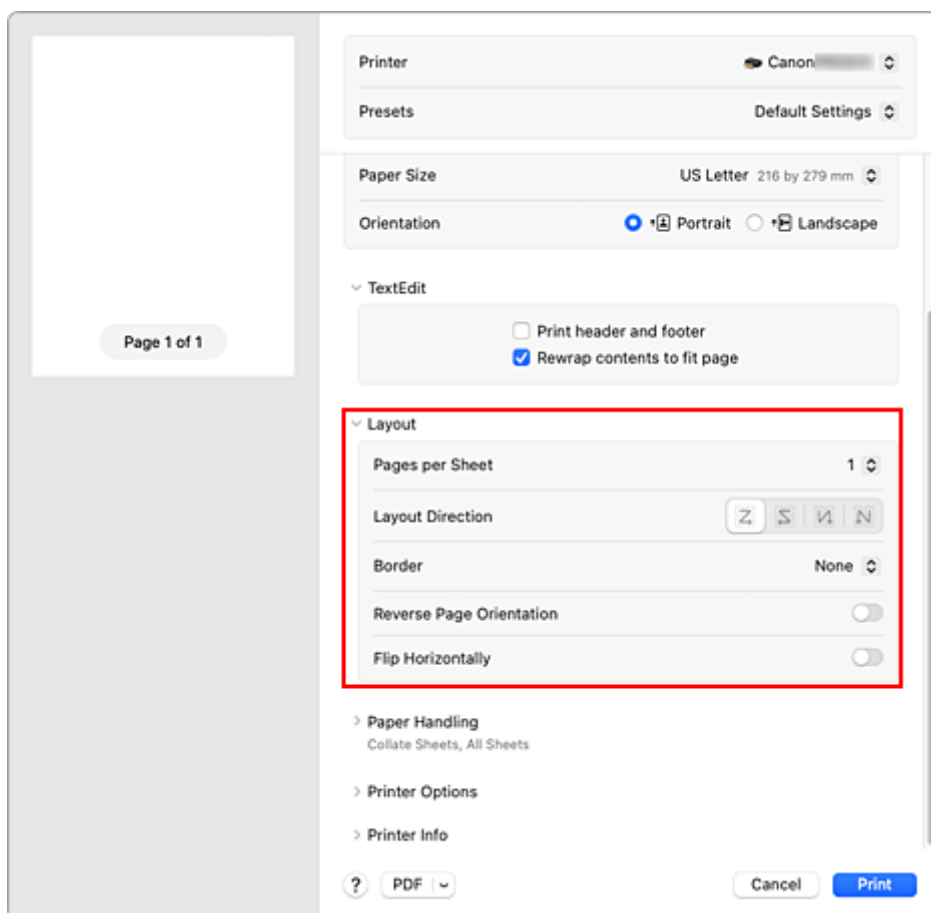 Printer
Canon
Presets
Default Settings
Paper Size
US Letter 216 by 279 mm
Orientation
Portrait
Landscape
TextEdit
Print header and footer
Rewrap contents to fit page
Page 1 of 1
Layout
Pages per Sheet
1
Layout Direction
Border
None
Reverse Page Orientation
Flip Horizontally
Paper Handling
Collate Sheets, All Sheets
Printer Options
Printer Info
?
PDF
Cancel
Print